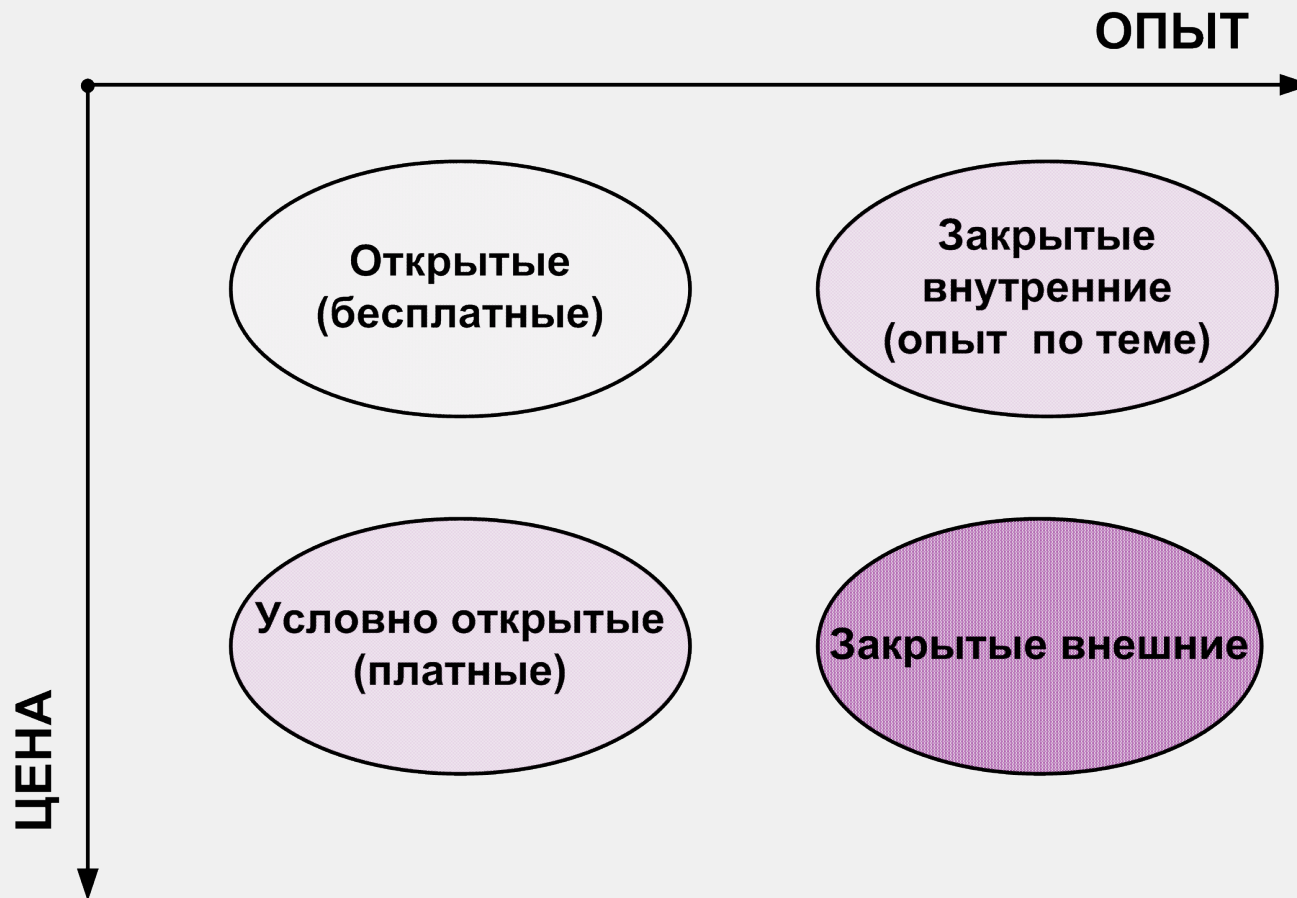 ОПЫТ
Открытые
(бесплатные)
Закрытые
внутренние
(опыт по теме)
Условно открытые
(платные)
Закрытые внешние
ЦЕНА